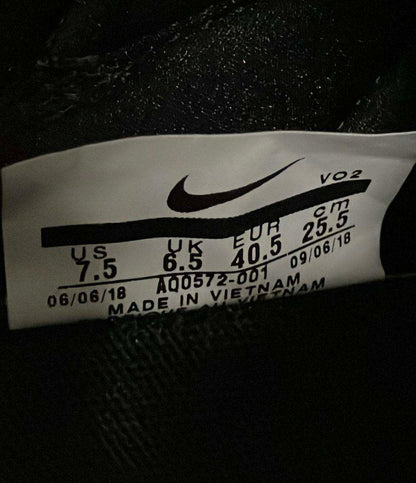 VO2
US UK EUR cm
7.5 6.5 40.5 25.5
06/06/18 AQ0572-001 09/06/18
MADE IN VIETNAM
VIETNAM